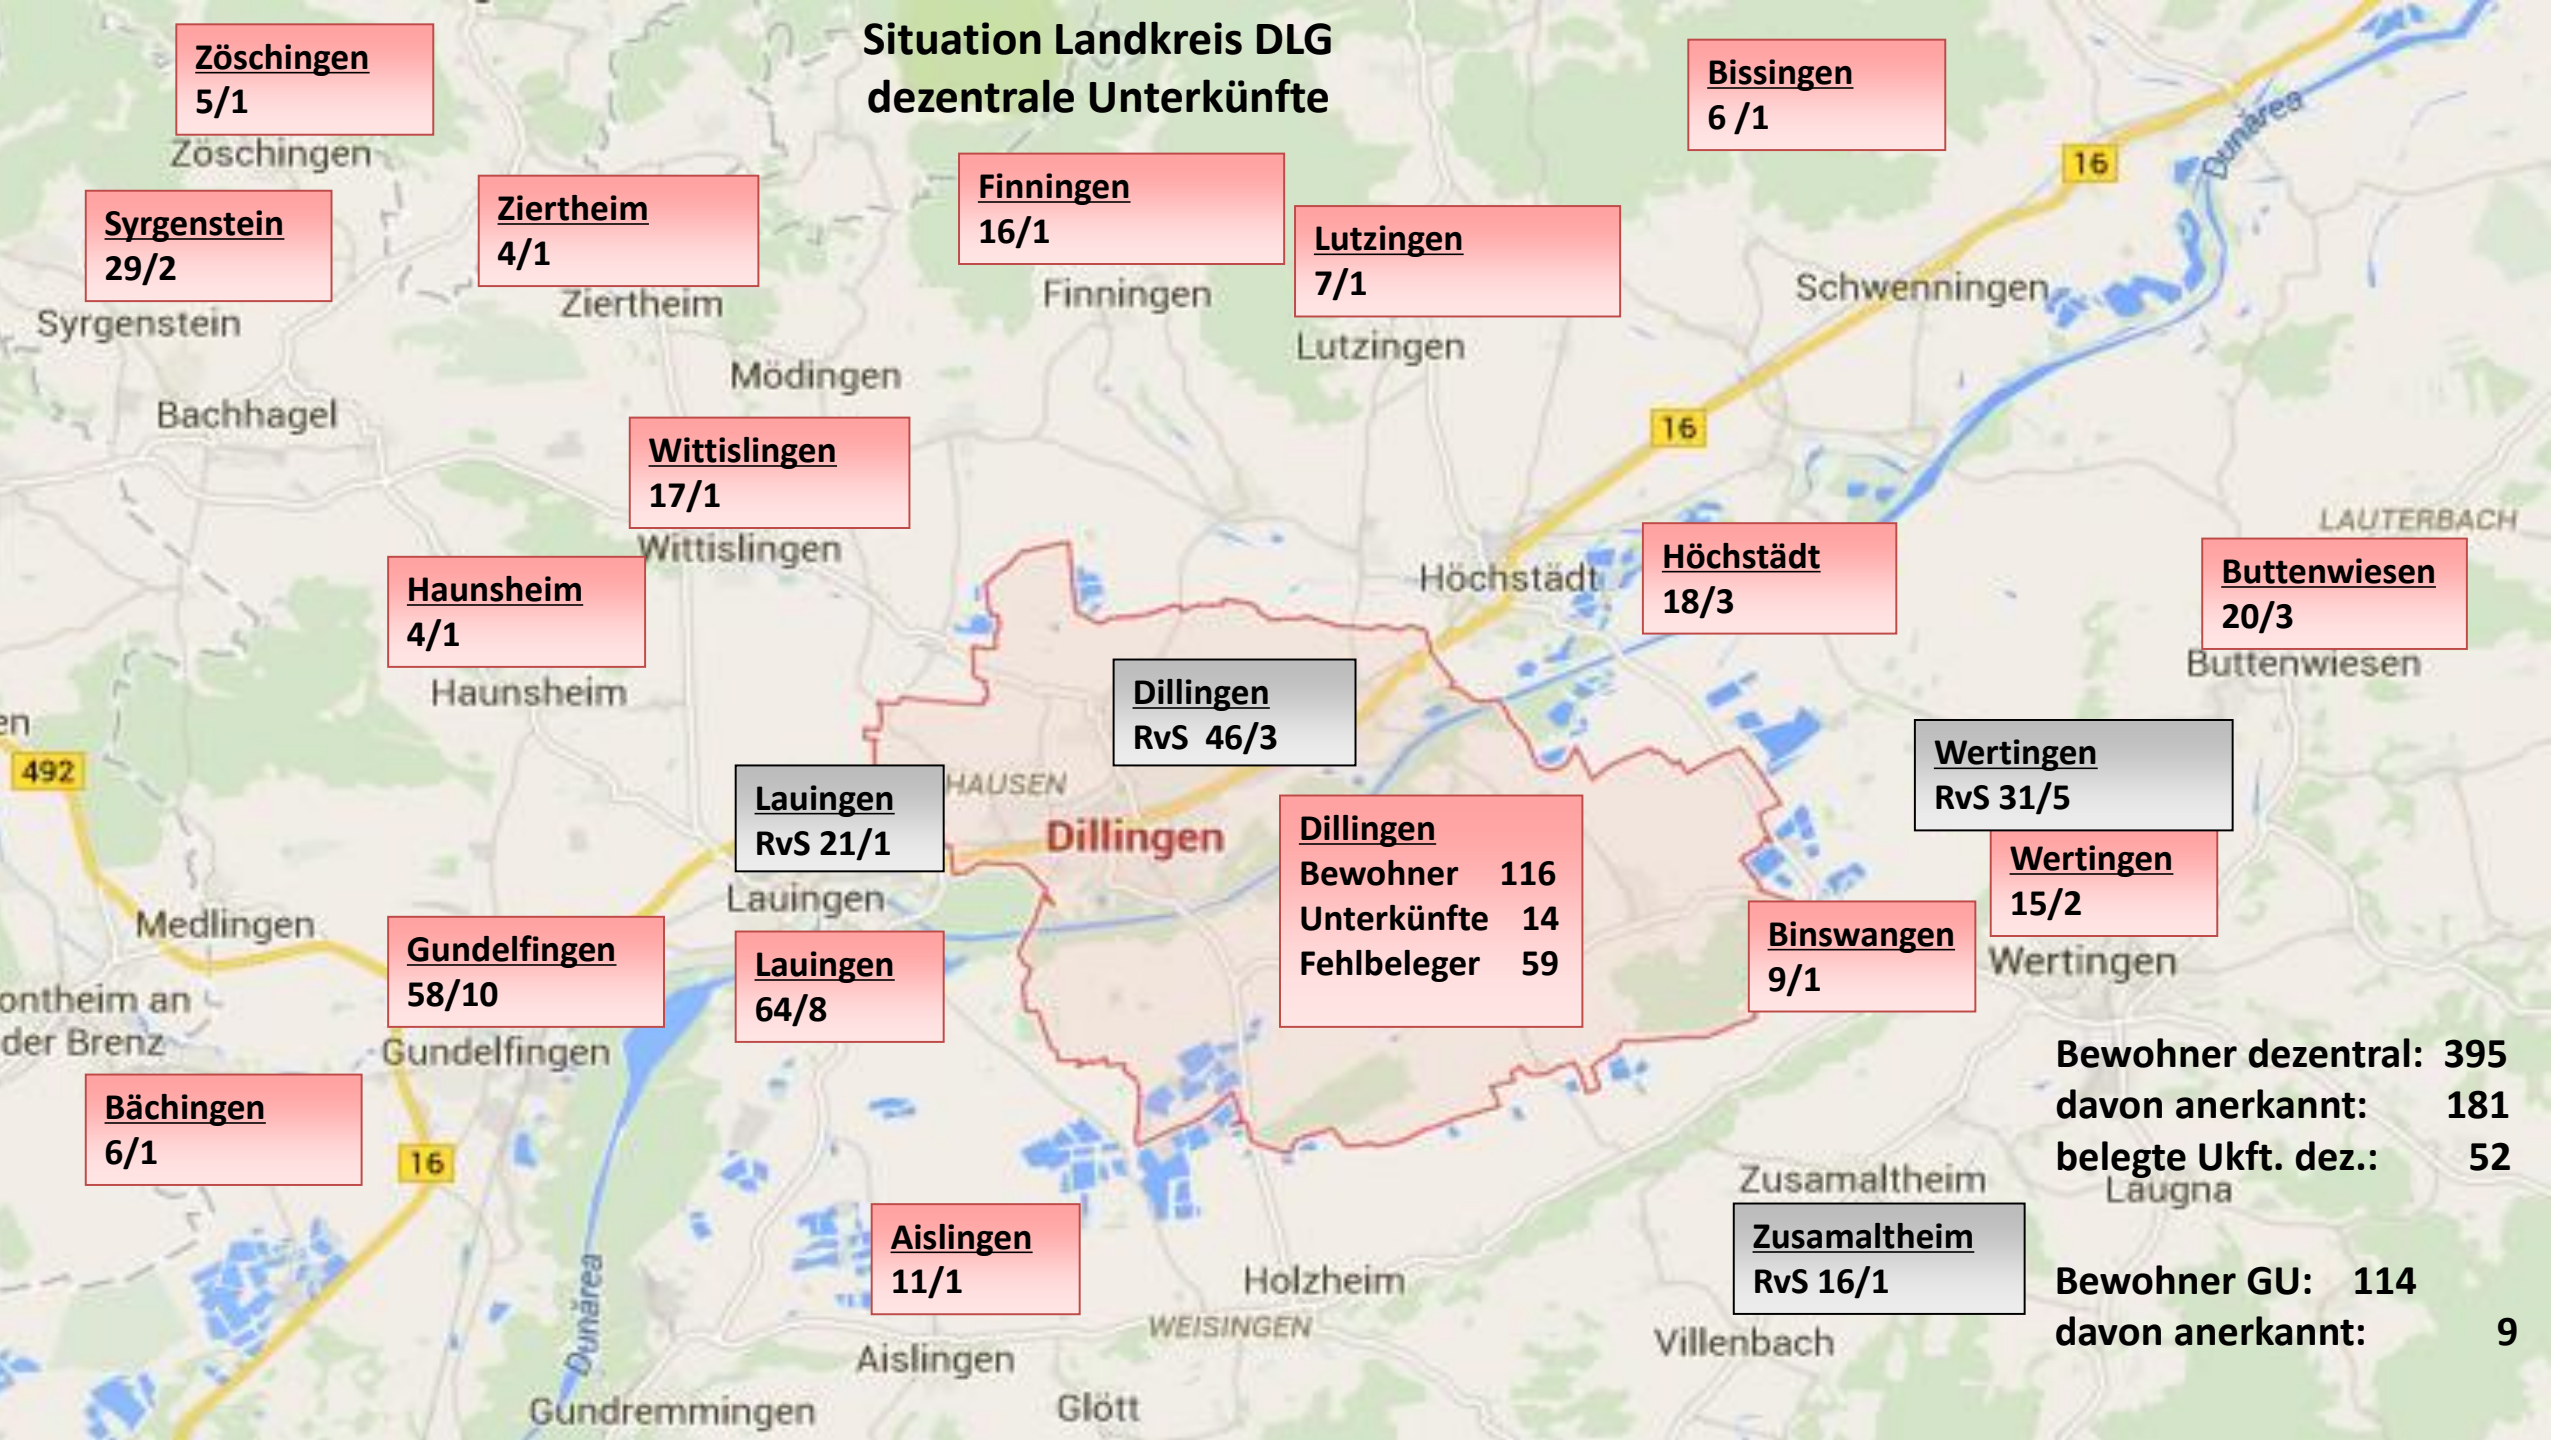 Situation Landkreis DLG
dezentrale Unterkünfte
Zöschingen
5/1
Zöschingen
Bissingen
6 /1
Dunărea
16
Syrgenstein
29/2
Syrgenstein
Ziertheim
4/1
Ziertheim
Finningen
16/1
Finningen
Lutzingen
7/1
Lutzingen
Schwenningen
Mödingen
Bachhagel
16
Wittislingen
17/1
Wittislingen
LAUTERBACH
Höchstädt
Höchstädt
18/3
Buttenwiesen
20/3
Buttenwiesen
Haunsheim
4/1
Haunsheim
en
492
Dillingen
RvS 46/3
Wertingen
RvS 31/5
Lauingen
RvS 21/1
HAUSEN
Dillingen
Lauingen
Dillingen
Bewohner 116
Unterkünfte 14
Fehlbeleger 59
Wertingen
15/2
Wertingen
Binswangen
9/1
Medlingen
Gundelfingen
58/10
Gundelfingen
Lauingen
64/8
ontheim an
der Brenz
Bächingen
6/1
16
Bewohner dezentral: 395
davon anerkannt: 181
belegte Ukft. dez.: 52
Laugna
Zusamaltheim
Zusamaltheim
RvS 16/1
Bewohner GU: 114
davon anerkannt: 9
Aislingen
11/1
Aislingen
Holzheim
WEISINGEN
Villenbach
Dunărea
Gundremmingen
Glött